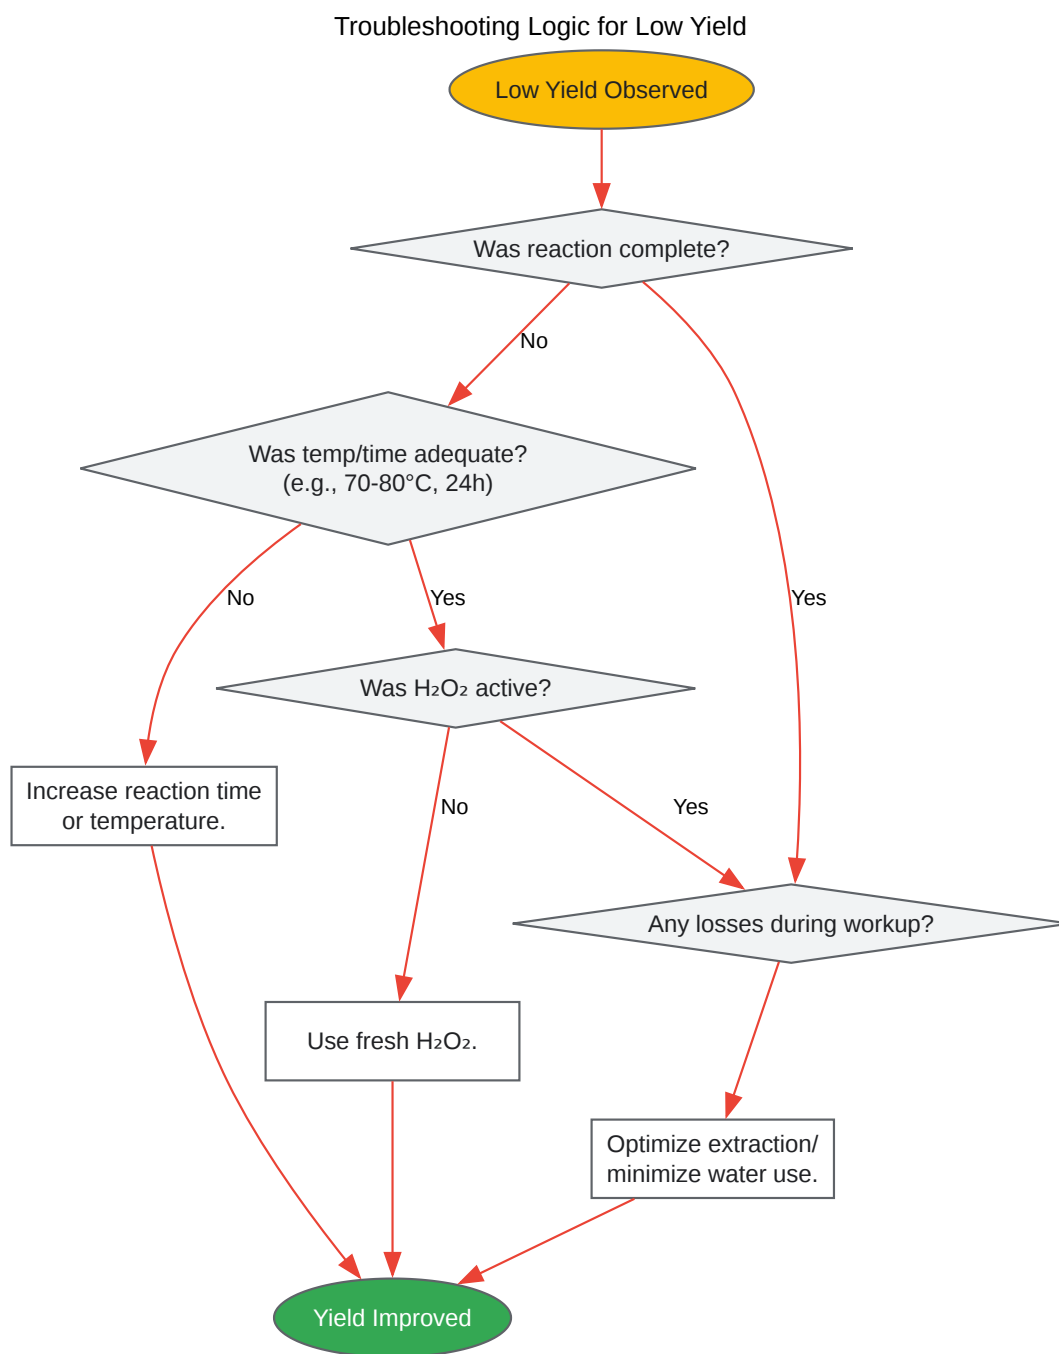 Troubleshooting Logic for Low Yield
Low Yield Observed
Was reaction complete?
No
Was temp/time adequate?
(e.g., 70-80°C, 24h)
No
Yes
Yes
Was H₂O₂ active?
Increase reaction time
or temperature.
No
Yes
Any losses during workup?
Use fresh H₂O₂.
Optimize extraction/
minimize water use.
Yield Improved